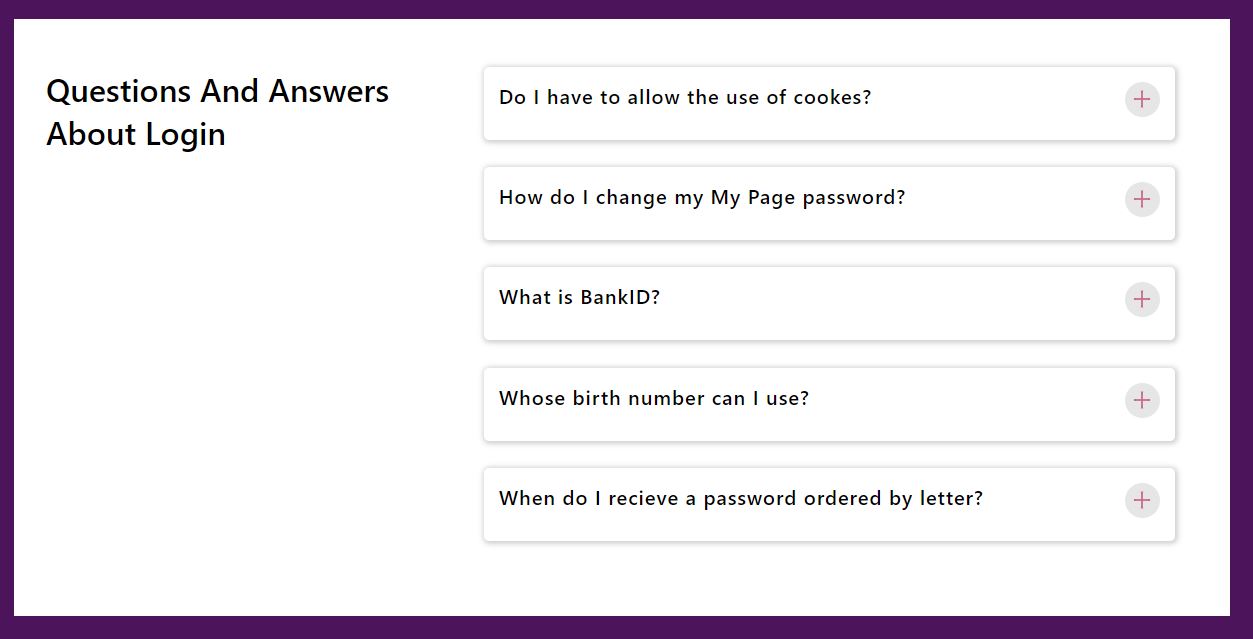 Questions And Answers
About Login
Do I have to allow the use of cookes?
How do I change my My Page password?
What is BankID?
Whose birth number can I use?
When do I recieve a password ordered by letter?